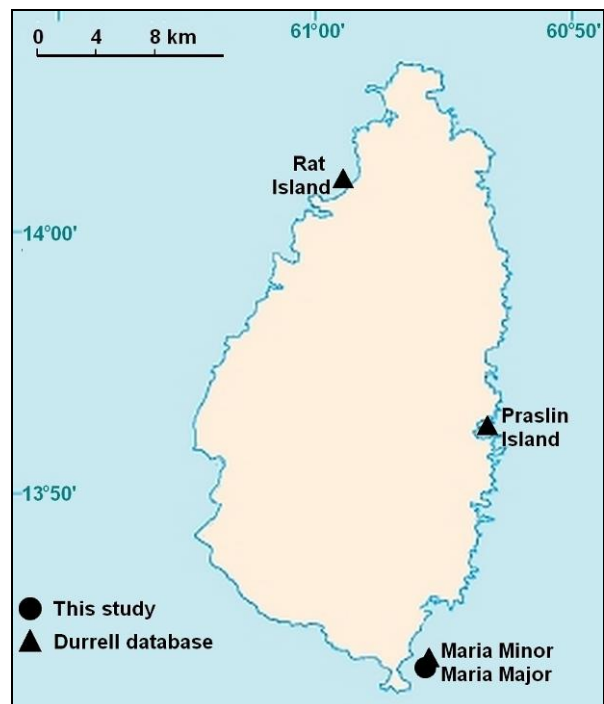 0 4 8 km
61°00' 60°50'
Rat
Island
14°00'
Praslin
Island
13°50'
This study
Durrell database
Maria Minor
Maria Major